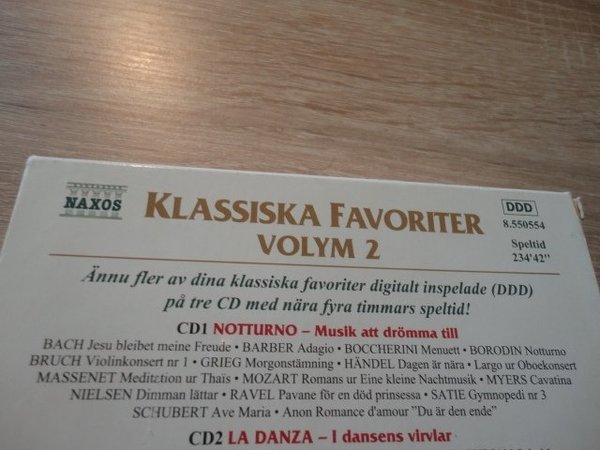 NAXOS
KLASSISKA FAVORITER
VOLYM 2
DDD
8.550554
Speltid
234'42"
Ännu fler av dina klassiska favoriter digitalt inspelade (DDD)
på tre CD med nära fyra timmars speltid!
CD1 NOTTURNO – Musik att drömma till
BACH Jesu bleibet meine Freude • BARBER Adagio • BOCCHERINI Menuett • BORODIN Notturno
BRUCH Violinkonsert nr 1 • GRIEG Morgonstämning • HÄNDEL Dagen är nära • Largo ur Oboekonsert
MASSENET Meditation ur Thaïs • MOZART Romans ur Eine kleine Nachtmusik • MYERS Cavatina
NIELSEN Dimman lättar • RAVEL Pavane för en död prinsessa • SATIE Gymnopedi nr 3
SCHUBERT Ave Maria • Anon Romance d'amour "Du är den ende"
CD2 LA DANZA – I dansens virvlar